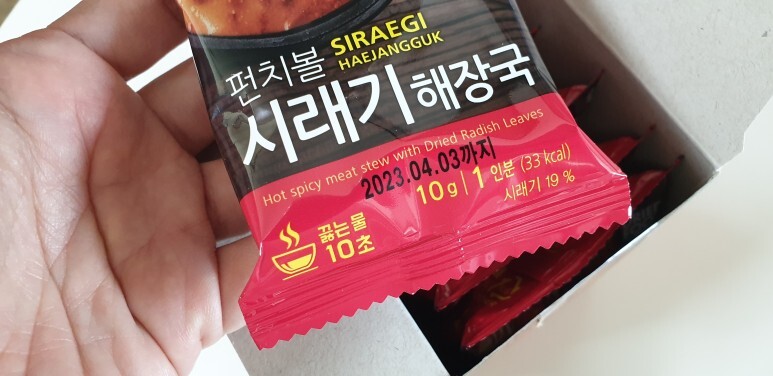 펀치볼 SIRAEGI
HAEJANGGUK
시래기 해장국
Hot spicy meat stew with Dried Radish Leaves
2023.04.03까지
10g | 1 인분 (33 kcal)
시래기 19 %
끓는물
10초